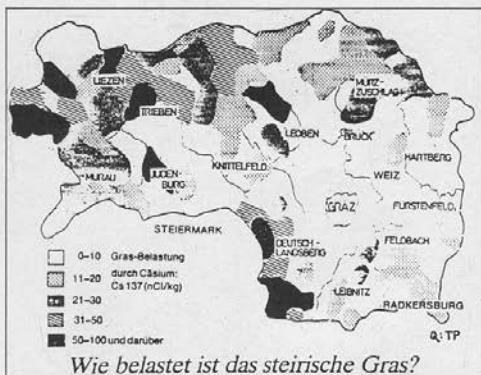 LIEZEN
MÜRZ-
ZUSCHLAG
TRIEBEN
LEOBEN
BRUCK
HARTBERG
KNITTELFELD
MURAU
JUDEN-
BURG
WEIZ
GRAZ
FÜRSTENFELD
STEIERMARK
DEUTSCH-
LANDSBERG
FELDBACH
LEIBNITZ
RADKERSBURG
0–10 Gras-Belastung
11–20 durch Cäsium:
Cs 137 (nCi/kg)
21–30
31–50
50–100 und darüber
Q: TP
Wie belastet ist das steirische Gras?